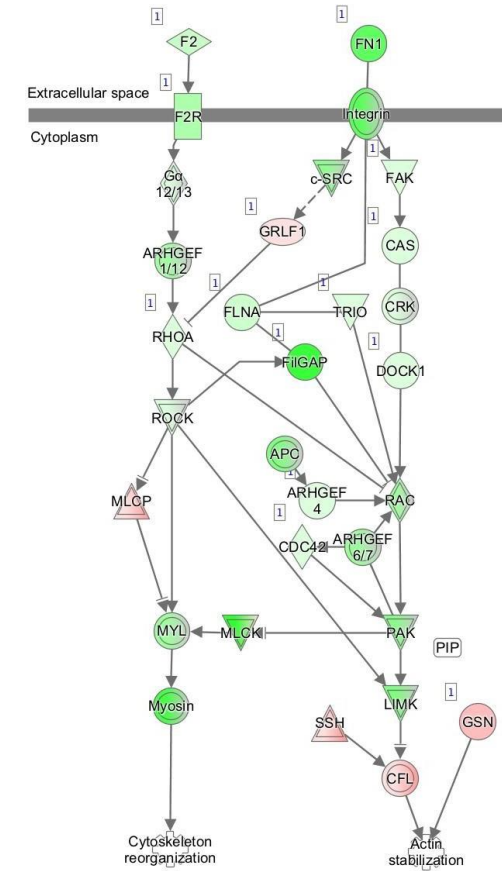 1
1
F2
FN1
1
Extracellular space
F2R
Integrin
Cytoplasm
1
Gα
12/13
c-SRC
FAK
1
1
GRLF1
ARHGEF
1/12
CAS
1
1
1
FLNA
TRIO
CRK
RHOA
1
1
FilGAP
DOCK1
ROCK
APC
1
MLCP
ARHGEF
4
RAC
1
CDC42
ARHGEF
6/7
MYL
MLCK
PAK
PIP
1
Myosin
LIMK
SSH
GSN
CFL
Cytoskeleton
reorganization
Actin
stabilization